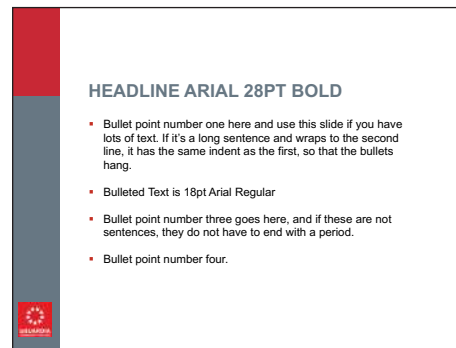 HEADLINE ARIAL 28PT BOLD
▪ Bullet point number one here and use this slide if you have
lots of text. If it's a long sentence and wraps to the second
line, it has the same indent as the first, so that the bullets
hang.
▪ Bulleted Text is 18pt Arial Regular
▪ Bullet point number three goes here, and if these are not
sentences, they do not have to end with a period.
▪ Bullet point number four.